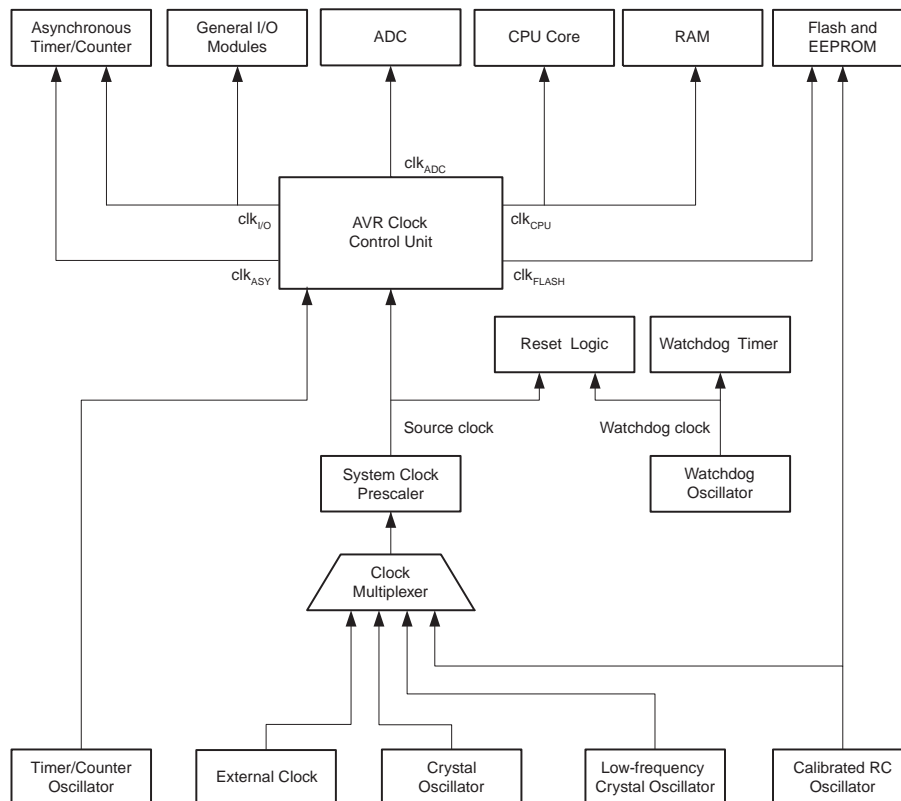 Asynchronous
Timer/Counter
General I/O
Modules
ADC
CPU Core
RAM
Flash and
EEPROM
clkADC
clkI/O
AVR Clock
Control Unit
clkCPU
clkASY
clkFLASH
Reset Logic
Watchdog Timer
Source clock
Watchdog clock
System Clock
Prescaler
Watchdog
Oscillator
Clock
Multiplexer
Timer/Counter
Oscillator
External Clock
Crystal
Oscillator
Low-frequency
Crystal Oscillator
Calibrated RC
Oscillator